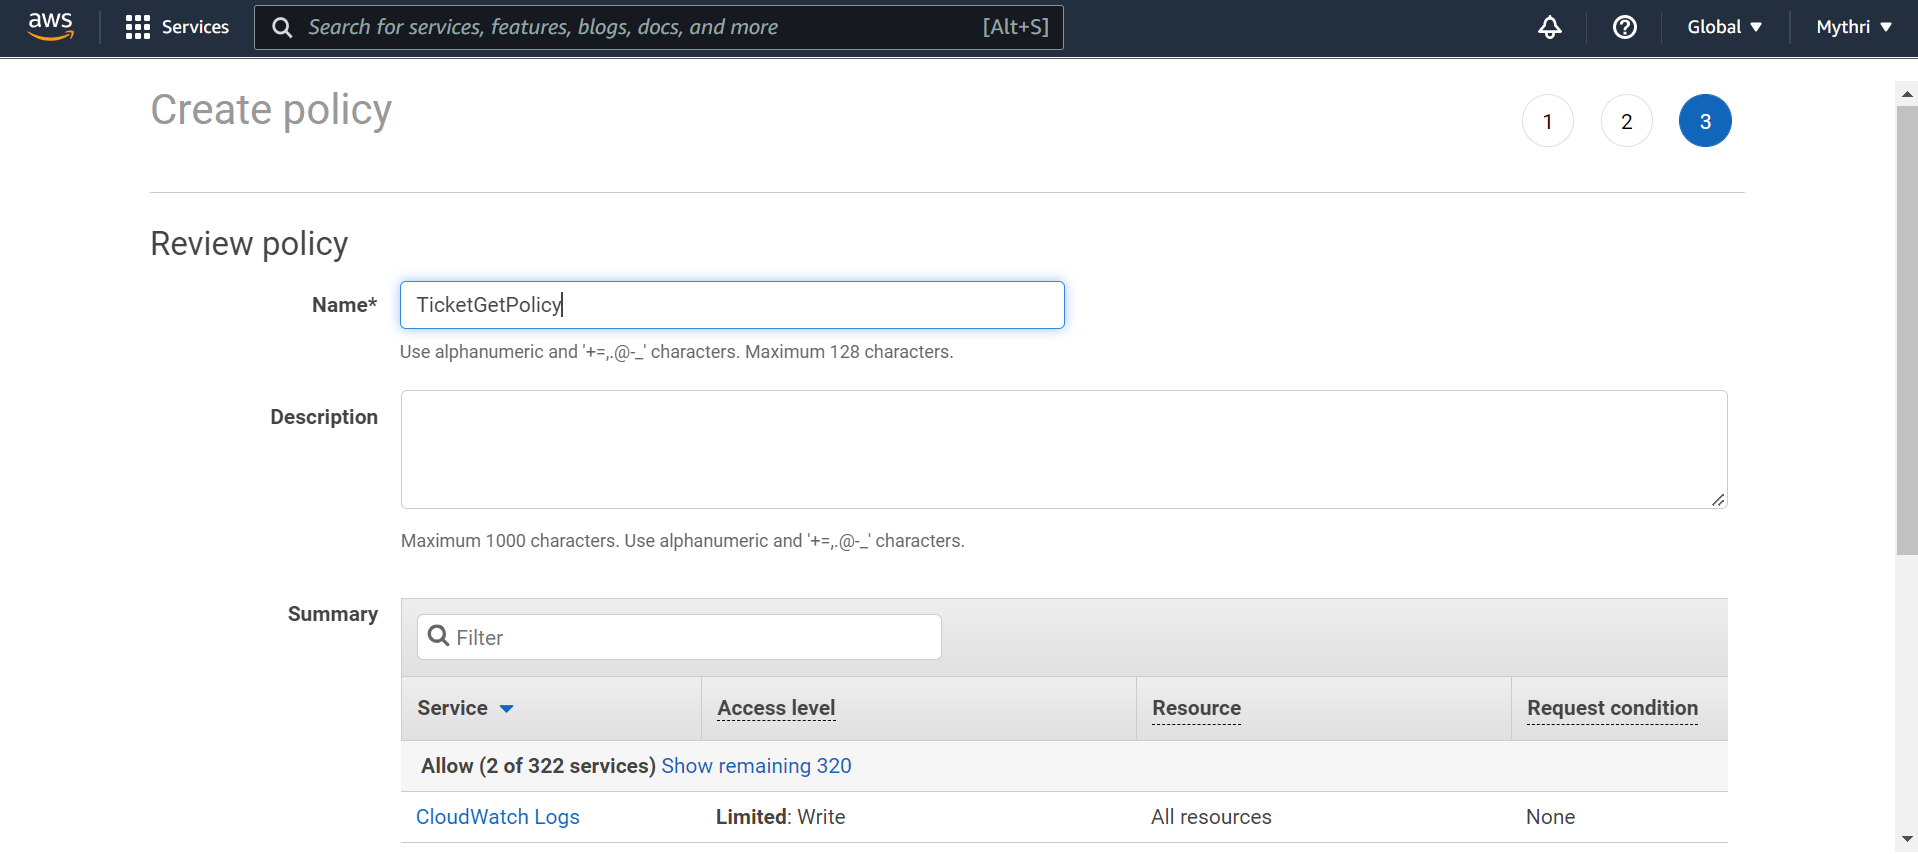 aws Services Search for services, features, blogs, docs, and more [Alt+S] Global Mythri
Create policy 1 2 3
Review policy
Name* TicketGetPolicy
Use alphanumeric and '+=,.@-_' characters. Maximum 128 characters.
Description
Maximum 1000 characters. Use alphanumeric and '+=,.@-_' characters.
Summary
Filter
Service Access level Resource Request condition
Allow (2 of 322 services) Show remaining 320
CloudWatch Logs Limited: Write All resources None